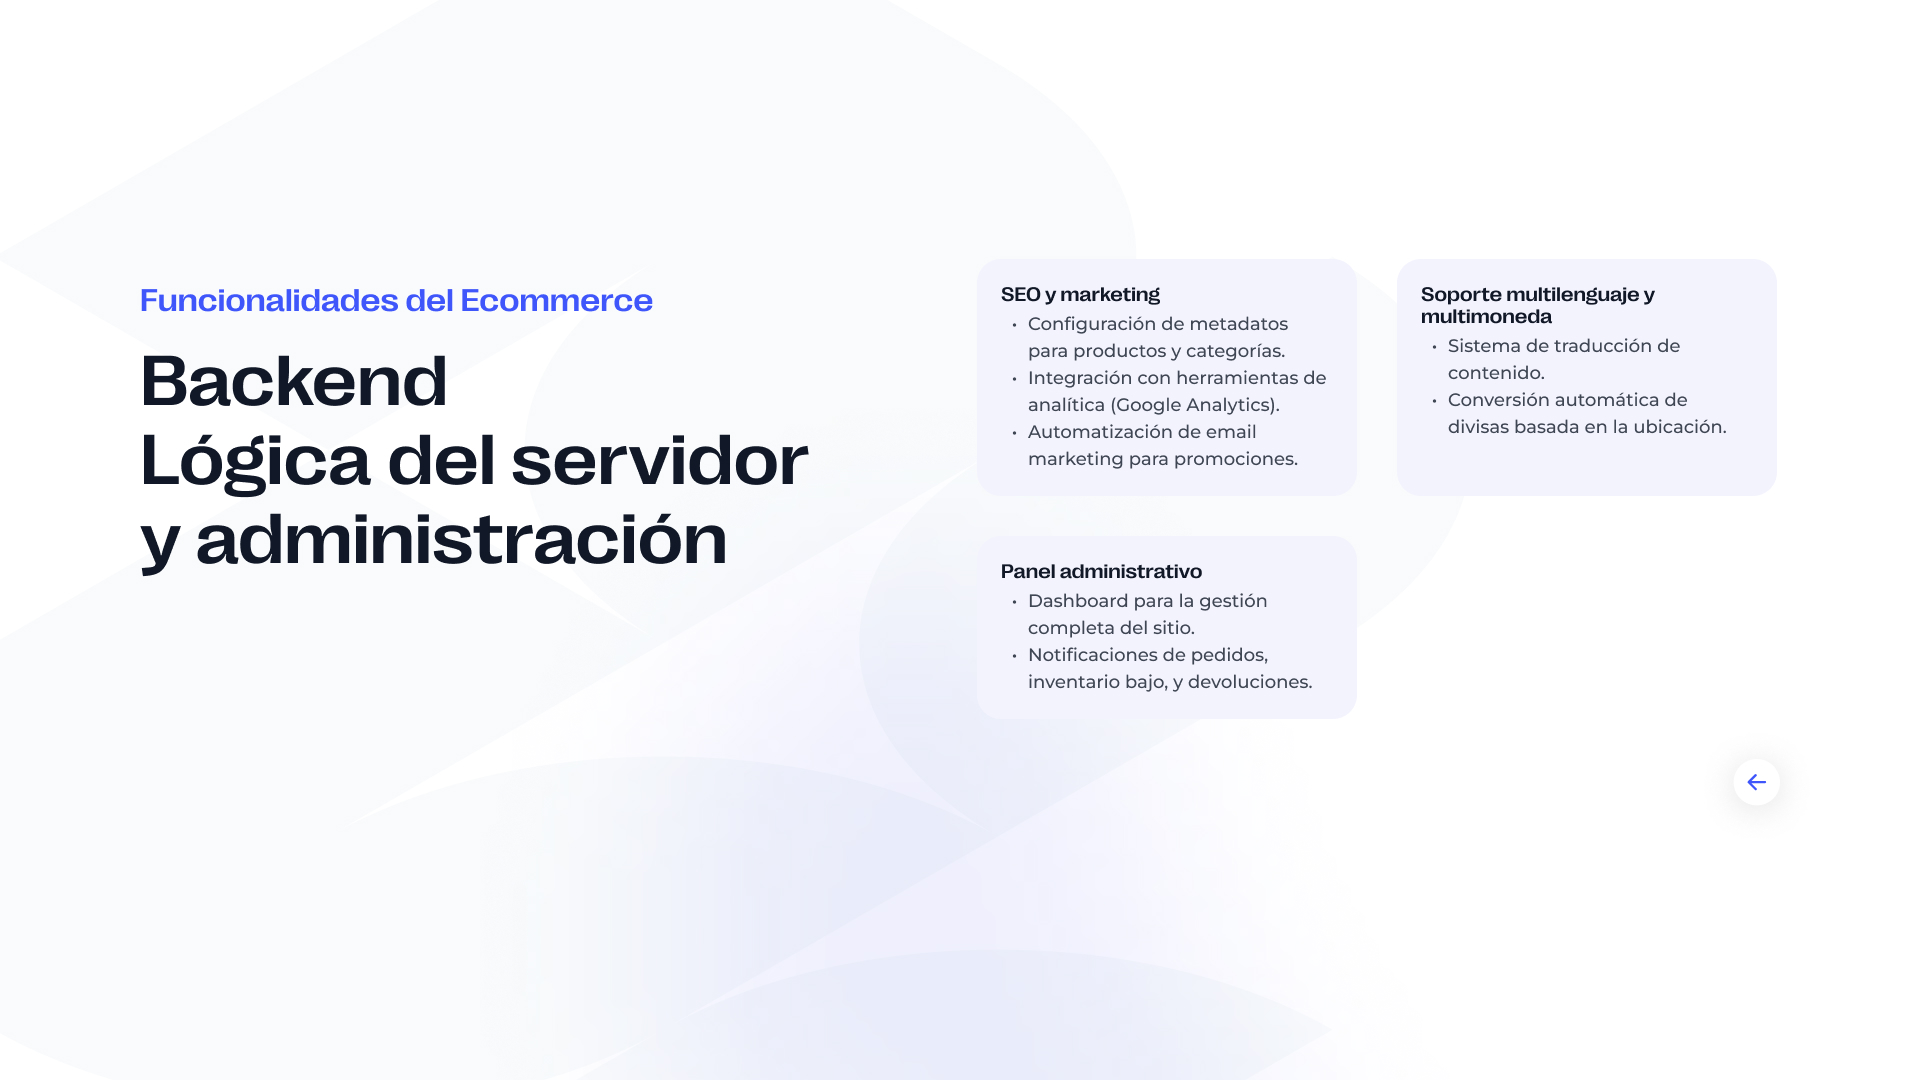 Funcionalidades del Ecommerce
Backend
Lógica del servidor
y administración
SEO y marketing
• Configuración de metadatos
para productos y categorías.
• Integración con herramientas de
analítica (Google Analytics).
• Automatización de email
marketing para promociones.
Soporte multilenguaje y
multimoneda
• Sistema de traducción de
contenido.
• Conversión automática de
divisas basada en la ubicación.
Panel administrativo
• Dashboard para la gestión
completa del sitio.
• Notificaciones de pedidos,
inventario bajo, y devoluciones.